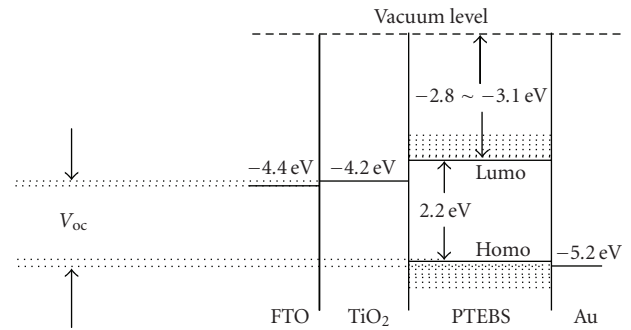 Vacuum level
−2.8 ∼ −3.1 eV
−4.4 eV
−4.2 eV
Lumo
V_oc
2.2 eV
Homo
−5.2 eV
FTO
TiO₂
PTEBS
Au